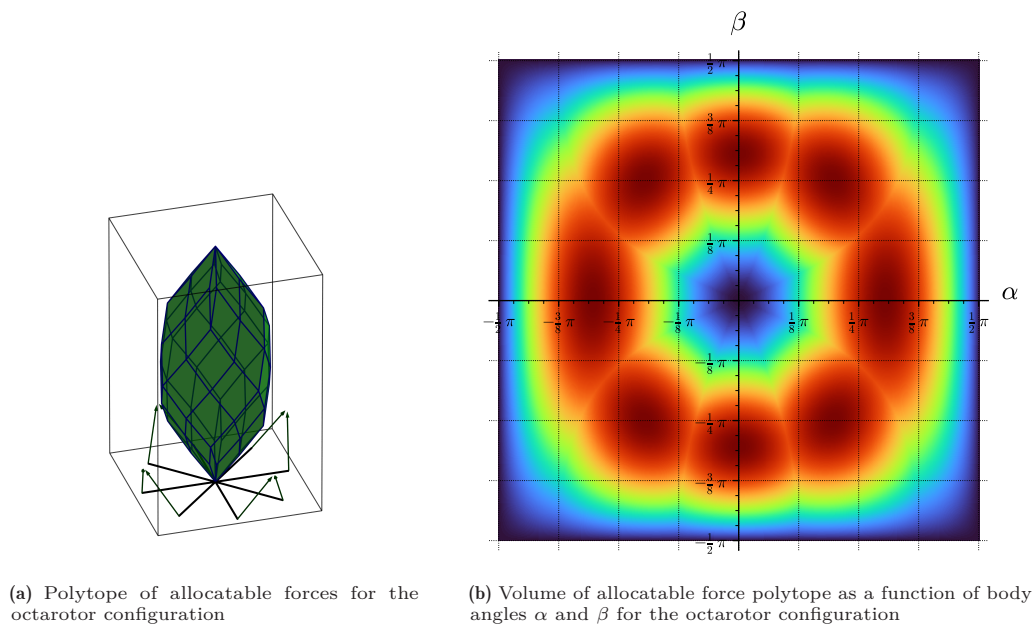 β
1/2 π
3/8 π
1/4 π
1/8 π
α
−1/2 π −3/8 π −1/4 π −1/8 π 1/8 π 1/4 π 3/8 π 1/2 π
−1/8 π
−1/4 π
−3/8 π
−1/2 π
(a) Polytope of allocatable forces for the
octarotor configuration
(b) Volume of allocatable force polytope as a function of body
angles α and β for the octarotor configuration